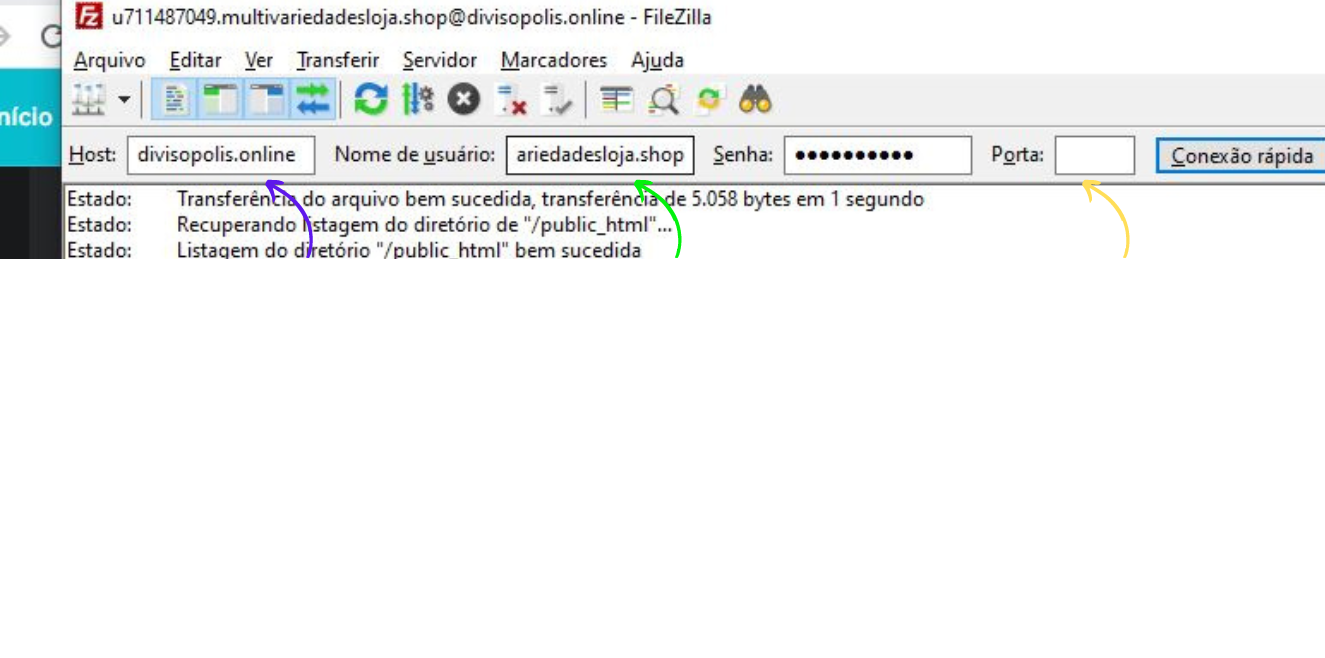 u711487049.multivariedadesloja.shop@divisopolis.online - FileZilla
Arquivo Editar Ver Transferir Servidor Marcadores Ajuda
nício
Host: divisopolis.online Nome de usuário: ariedadesloja.shop Senha: ●●●●●●●●●● Porta: Conexão rápida
Estado: Transferência do arquivo bem sucedida, transferência de 5.058 bytes em 1 segundo
Estado: Recuperando listagem do diretório de "/public_html"...
Estado: Listagem do diretório "/public_html" bem sucedida